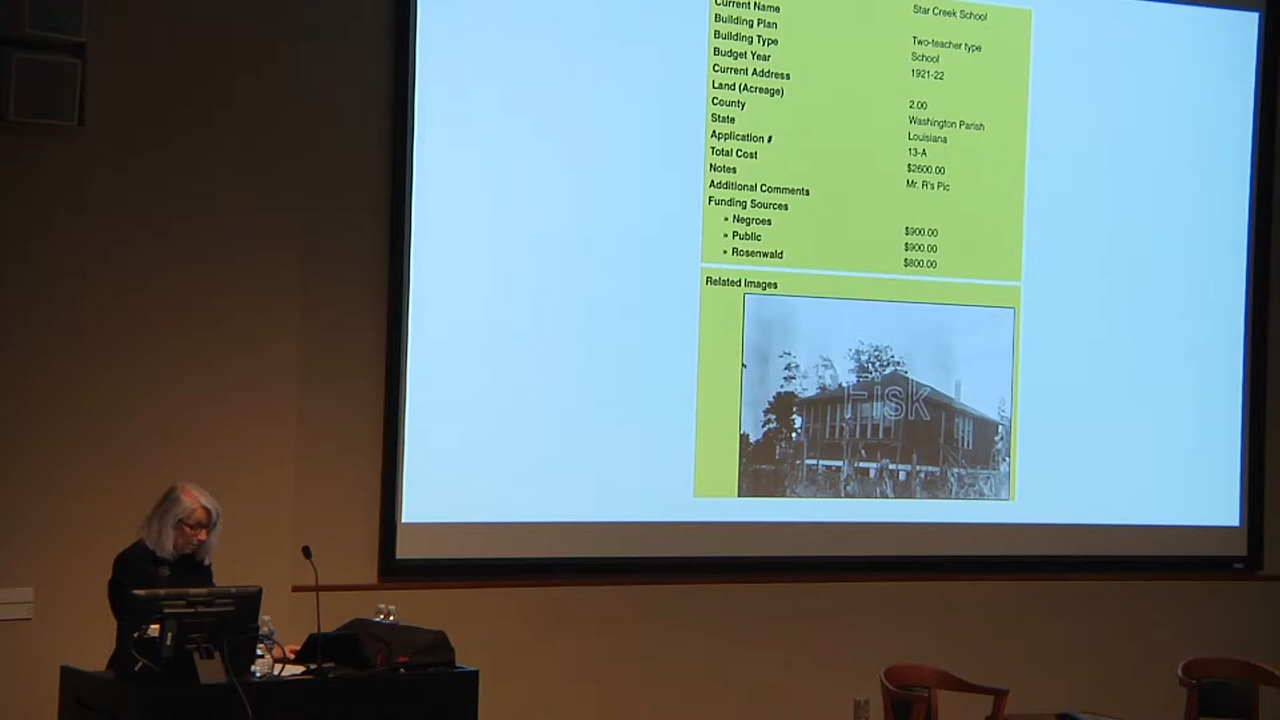 Current Name Star Creek School
Building Plan
Building Type Two-teacher type
Budget Year School
Current Address 1921-22
Land (Acreage)
County 2.00
State Washington Parish
Application # Louisiana
Total Cost 13-A
Notes $2600.00
Additional Comments Mr. R's Pic
Funding Sources
» Negroes $900.00
» Public $900.00
» Rosenwald $800.00
Related Images
Fisk